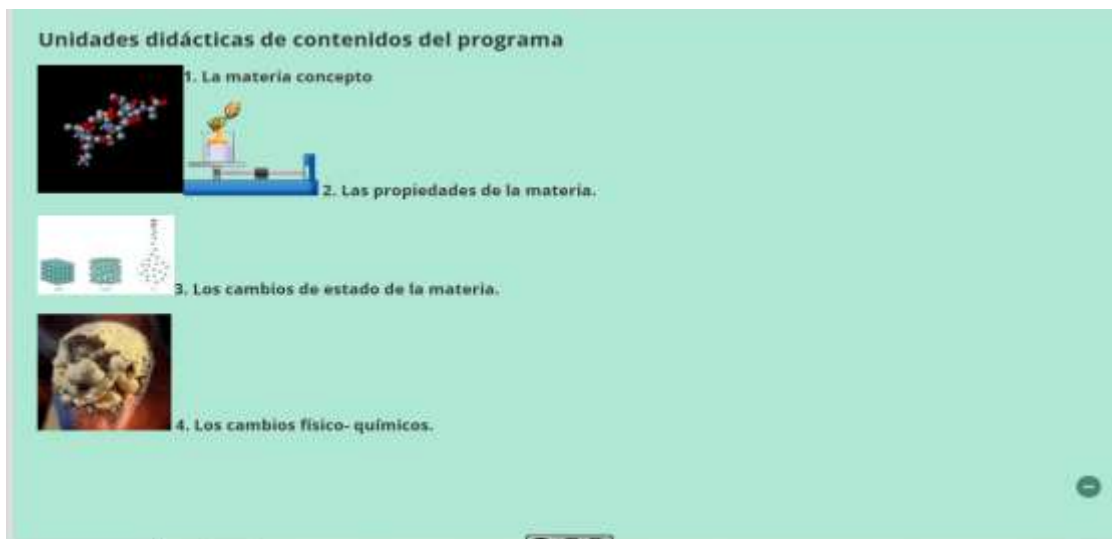 Unidades didácticas de contenidos del programa
1. La materia concepto
2. Las propiedades de la materia.
3. Los cambios de estado de la materia.
4. Los cambios físico- químicos.